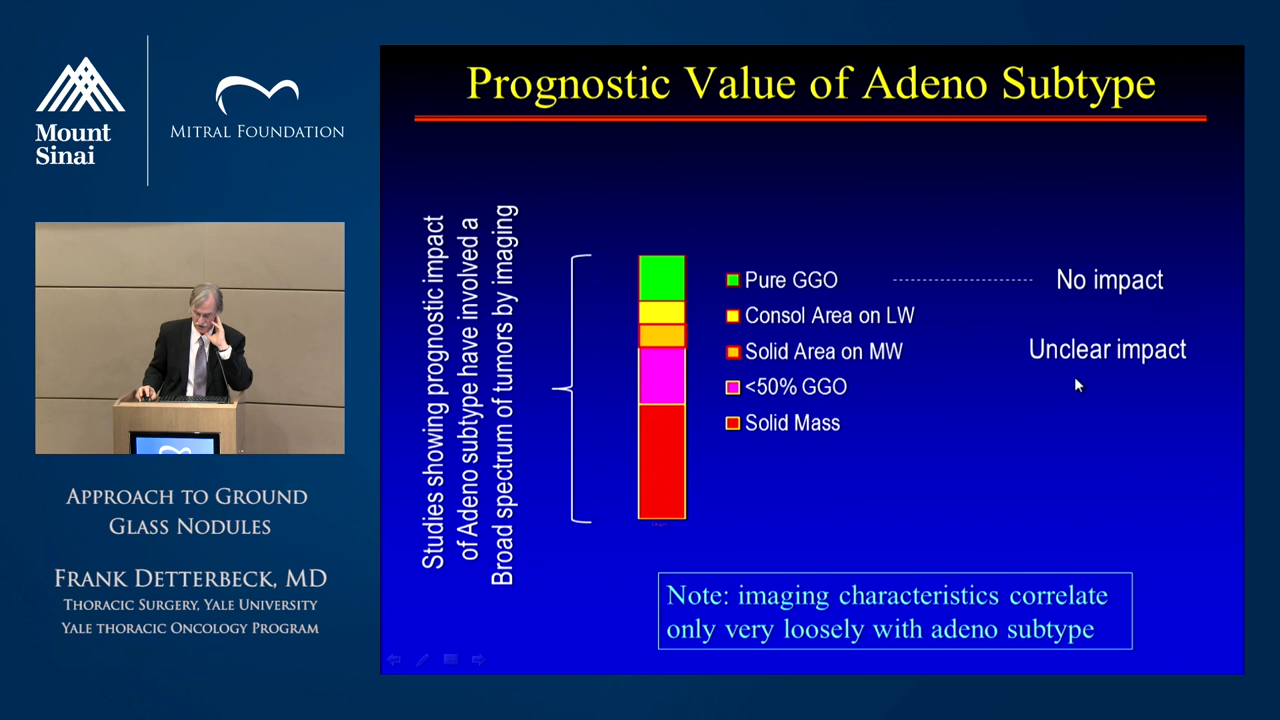 Mount
Sinai
MITRAL FOUNDATION
APPROACH TO GROUND
GLASS NODULES
FRANK DETTERBECK, MD
THORACIC SURGERY, YALE UNIVERSITY
YALE THORACIC ONCOLOGY PROGRAM
Prognostic Value of Adeno Subtype
Studies showing prognostic impact
of Adeno subtype have involved a
Broad spectrum of tumors by imaging
Pure GGO
No impact
Consol Area on LW
Solid Area on MW
Unclear impact
<50% GGO
Solid Mass
Note: imaging characteristics correlate
only very loosely with adeno subtype